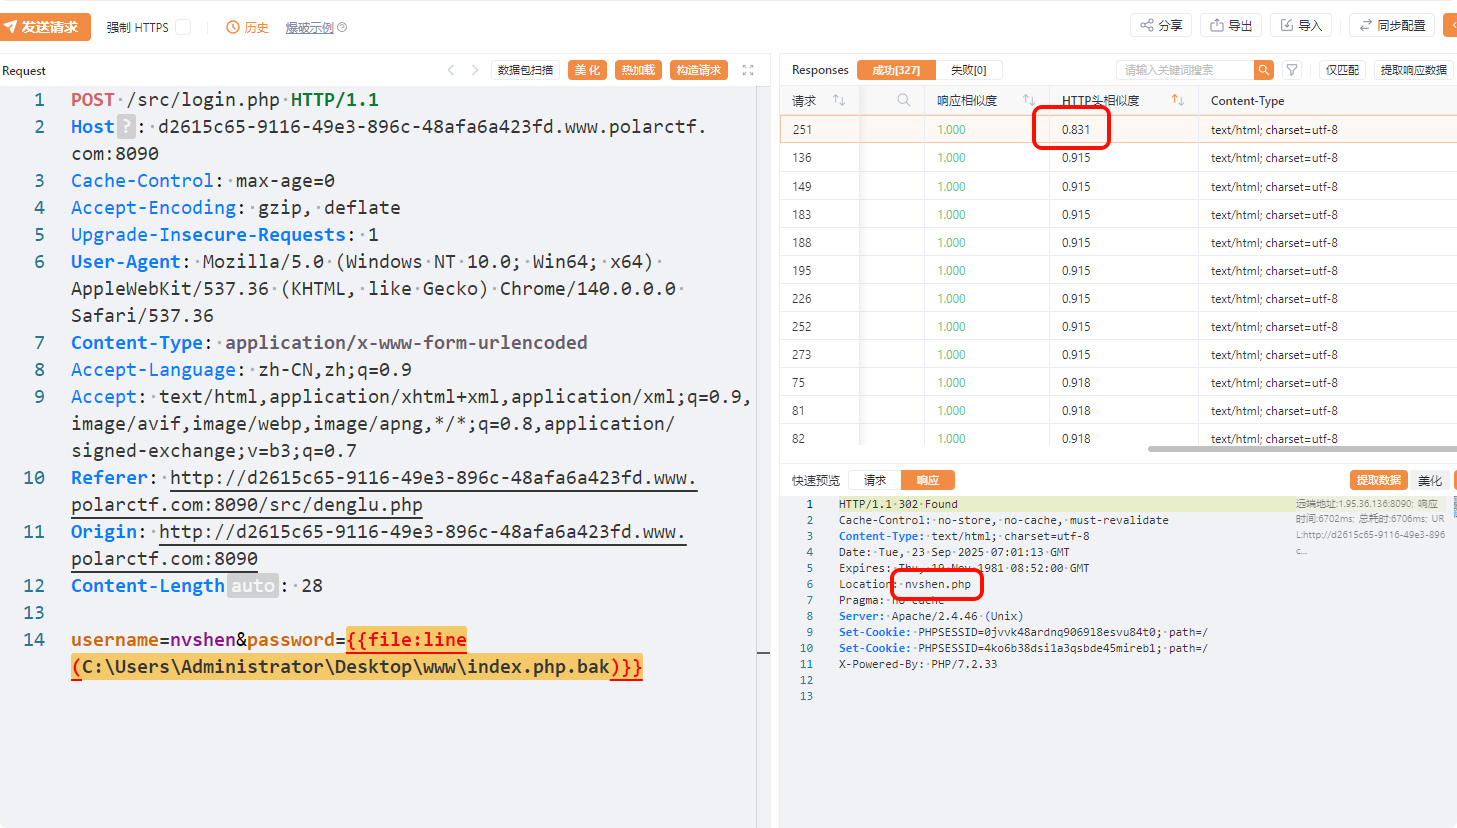 发送请求 强制 HTTPS 历史 爆破示例 分享 导出 导入 同步配置
Request 数据包扫描 美化 热加载 构造请求
1 POST /src/login.php HTTP/1.1
2 Host ? : d2615c65-9116-49e3-896c-48afa6a423fd.www.polarctf.
com:8090
3 Cache-Control: max-age=0
4 Accept-Encoding: gzip, deflate
5 Upgrade-Insecure-Requests: 1
6 User-Agent: Mozilla/5.0 (Windows NT 10.0; Win64; x64)
AppleWebKit/537.36 (KHTML, like Gecko) Chrome/140.0.0.0
Safari/537.36
7 Content-Type: application/x-www-form-urlencoded
8 Accept-Language: zh-CN,zh;q=0.9
9 Accept: text/html,application/xhtml+xml,application/xml;q=0.9,
image/avif,image/webp,image/apng,*/*;q=0.8,application/
signed-exchange;v=b3;q=0.7
10 Referer: http://d2615c65-9116-49e3-896c-48afa6a423fd.www.
polarctf.com:8090/src/denglu.php
11 Origin: http://d2615c65-9116-49e3-896c-48afa6a423fd.www.
polarctf.com:8090
12 Content-Length auto : 28
13
14 username=nvshen&password={{file:line
(C:\Users\Administrator\Desktop\www\index.php.bak)}}
Responses 成功[327] 失败[0] 请输入关键词搜索 仅匹配 提取响应数据
请求 响应相似度 HTTP头相似度 Content-Type
251 1.000 0.831 text/html; charset=utf-8
136 1.000 0.915 text/html; charset=utf-8
149 1.000 0.915 text/html; charset=utf-8
183 1.000 0.915 text/html; charset=utf-8
188 1.000 0.915 text/html; charset=utf-8
195 1.000 0.915 text/html; charset=utf-8
226 1.000 0.915 text/html; charset=utf-8
252 1.000 0.915 text/html; charset=utf-8
273 1.000 0.915 text/html; charset=utf-8
75 1.000 0.918 text/html; charset=utf-8
81 1.000 0.918 text/html; charset=utf-8
82 1.000 0.918 text/html; charset=utf-8
快速预览 请求 响应 提取数据 美化
1 HTTP/1.1 302 Found
2 Cache-Control: no-store, no-cache, must-revalidate
3 Content-Type: text/html; charset=utf-8
4 Date: Tue, 23 Sep 2025 07:01:13 GMT
5 Expires: Thu, 19 Nov 1981 08:52:00 GMT
6 Location: nvshen.php
7 Pragma: no-cache
8 Server: Apache/2.4.46 (Unix)
9 Set-Cookie: PHPSESSID=0jvvk48ardnq906918esvu84t0; path=/
10 Set-Cookie: PHPSESSID=4ko6b38dsi1a3qsbde45mireb1; path=/
11 X-Powered-By: PHP/7.2.33
12
13
远端地址:1.95.36.136:8090; 响应
时间:6702ms; 总耗时:6706ms; UR
L:http://d2615c65-9116-49e3-896
c...